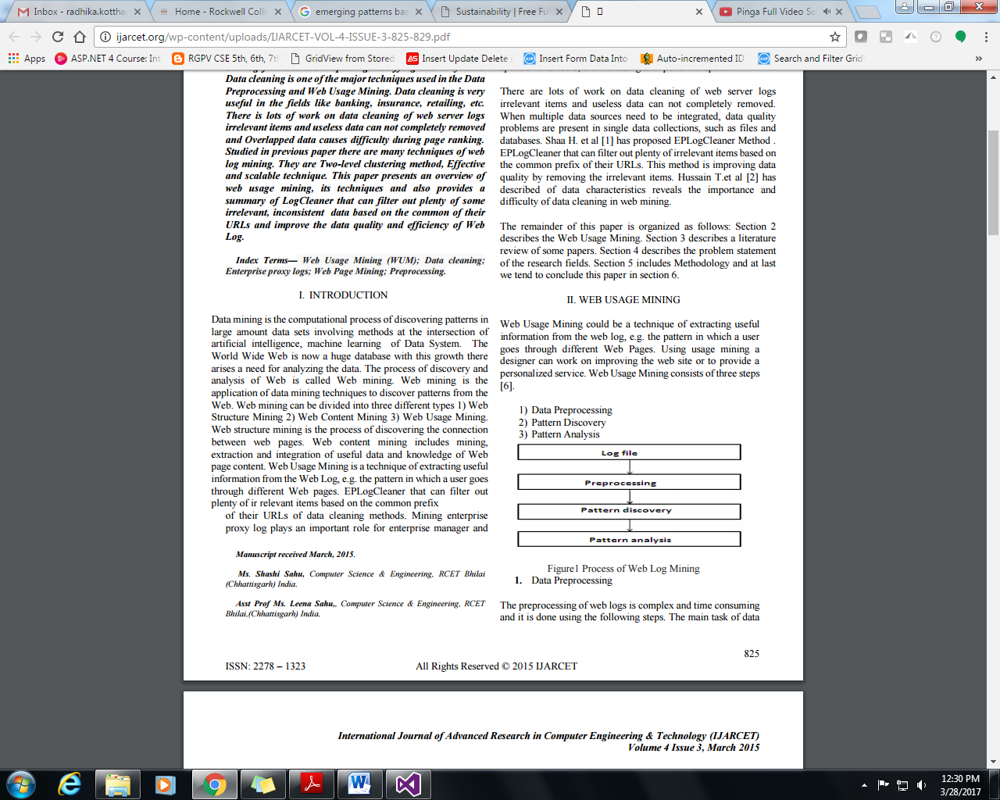 Inbox - radhika.kottha
Home - Rockwell Colli
emerging patterns bas
Sustainability | Free Fu
Pinga Full Video So
ijarcet.org/wp-content/uploads/IJARCET-VOL-4-ISSUE-3-825-829.pdf
Apps
ASP.NET 4 Course: Int
RGPV CSE 5th, 6th, 7t
GridView from Stored
Insert Update Delete
Insert Form Data Into
Auto-incremented ID
Search and Filter Grid
»
Data cleaning is one of the major techniques used in the Data
Preprocessing and Web Usage Mining. Data cleaning is very
useful in the fields like banking, insurance, retailing, etc.
There is lots of work on data cleaning of web server logs
irrelevant items and useless data can not completely removed
and Overlapped data causes difficulty during page ranking.
Studied in previous paper there are many techniques of web
log mining. They are Two-level clustering method, Effective
and scalable technique. This paper presents an overview of
web usage mining, its techniques and also provides a
summary of LogCleaner that can filter out plenty of some
irrelevant, inconsistent data based on the common of their
URLs and improve the data quality and efficiency of Web
Log.
Index Terms— Web Usage Mining (WUM); Data cleaning;
Enterprise proxy logs; Web Page Mining; Preprocessing.
I. INTRODUCTION
Data mining is the computational process of discovering patterns in
large amount data sets involving methods at the intersection of
artificial intelligence, machine learning of Data System. The
World Wide Web is now a huge database with this growth there
arises a need for analyzing the data. The process of discovery and
analysis of Web is called Web mining. Web mining is the
application of data mining techniques to discover patterns from the
Web. Web mining can be divided into three different types 1) Web
Structure Mining 2) Web Content Mining 3) Web Usage Mining.
Web structure mining is the process of discovering the connection
between web pages. Web content mining includes mining,
extraction and integration of useful data and knowledge of Web
page content. Web Usage Mining is a technique of extracting useful
information from the Web Log, e.g. the pattern in which a user goes
through different Web pages. EPLogCleaner that can filter out
plenty of ir relevant items based on the common prefix
of their URLs of data cleaning methods. Mining enterprise
proxy log plays an important role for enterprise manager and
Manuscript received March, 2015.
Ms. Shashi Sahu, Computer Science & Engineering, RCET Bhilai
(Chhattisgarh) India.
Asst Prof Ms. Leena Sahu,, Computer Science & Engineering, RCET
Bhilai,(Chhattisgarh) India.
There are lots of work on data cleaning of web server logs
irrelevant items and useless data can not completely removed.
When multiple data sources need to be integrated, data quality
problems are present in single data collections, such as files and
databases. Shaa H. et al [1] has proposed EPLogCleaner Method .
EPLogCleaner that can filter out plenty of irrelevant items based on
the common prefix of their URLs. This method is improving data
quality by removing the irrelevant items. Hussain T.et al [2] has
described of data characteristics reveals the importance and
difficulty of data cleaning in web mining.
The remainder of this paper is organized as follows: Section 2
describes the Web Usage Mining. Section 3 describes a literature
review of some papers. Section 4 describes the problem statement
of the research fields. Section 5 includes Methodology and at last
we tend to conclude this paper in section 6.
II. WEB USAGE MINING
Web Usage Mining could be a technique of extracting useful
information from the web log, e.g. the pattern in which a user
goes through different Web Pages. Using usage mining a
designer can work on improving the web site or to provide a
personalized service. Web Usage Mining consists of three steps
[6].
1) Data Preprocessing
2) Pattern Discovery
3) Pattern Analysis
Log file
Preprocessing
Pattern discovery
Pattern analysis
Figure1 Process of Web Log Mining
1. Data Preprocessing
The preprocessing of web logs is complex and time consuming
and it is done using the following steps. The main task of data
825
ISSN: 2278 – 1323
All Rights Reserved © 2015 IJARCET
International Journal of Advanced Research in Computer Engineering & Technology (IJARCET)
Volume 4 Issue 3, March 2015
12:30 PM
3/28/2017